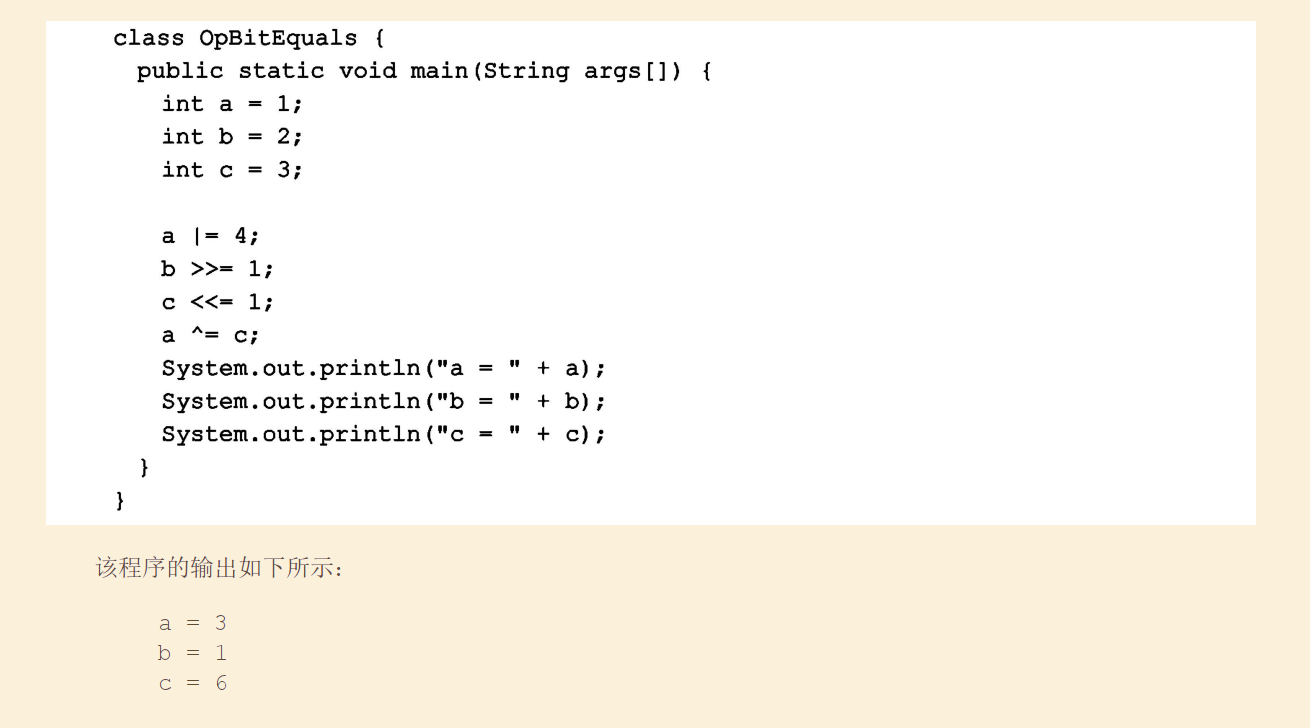 class OpBitEquals {
  public static void main(String args[]) {
    int a = 1;
    int b = 2;
    int c = 3;

    a |= 4;
    b >>= 1;
    c <<= 1;
    a ^= c;
    System.out.println("a = " + a);
    System.out.println("b = " + b);
    System.out.println("c = " + c);
  }
}
该程序的输出如下所示：
a = 3
b = 1
c = 6